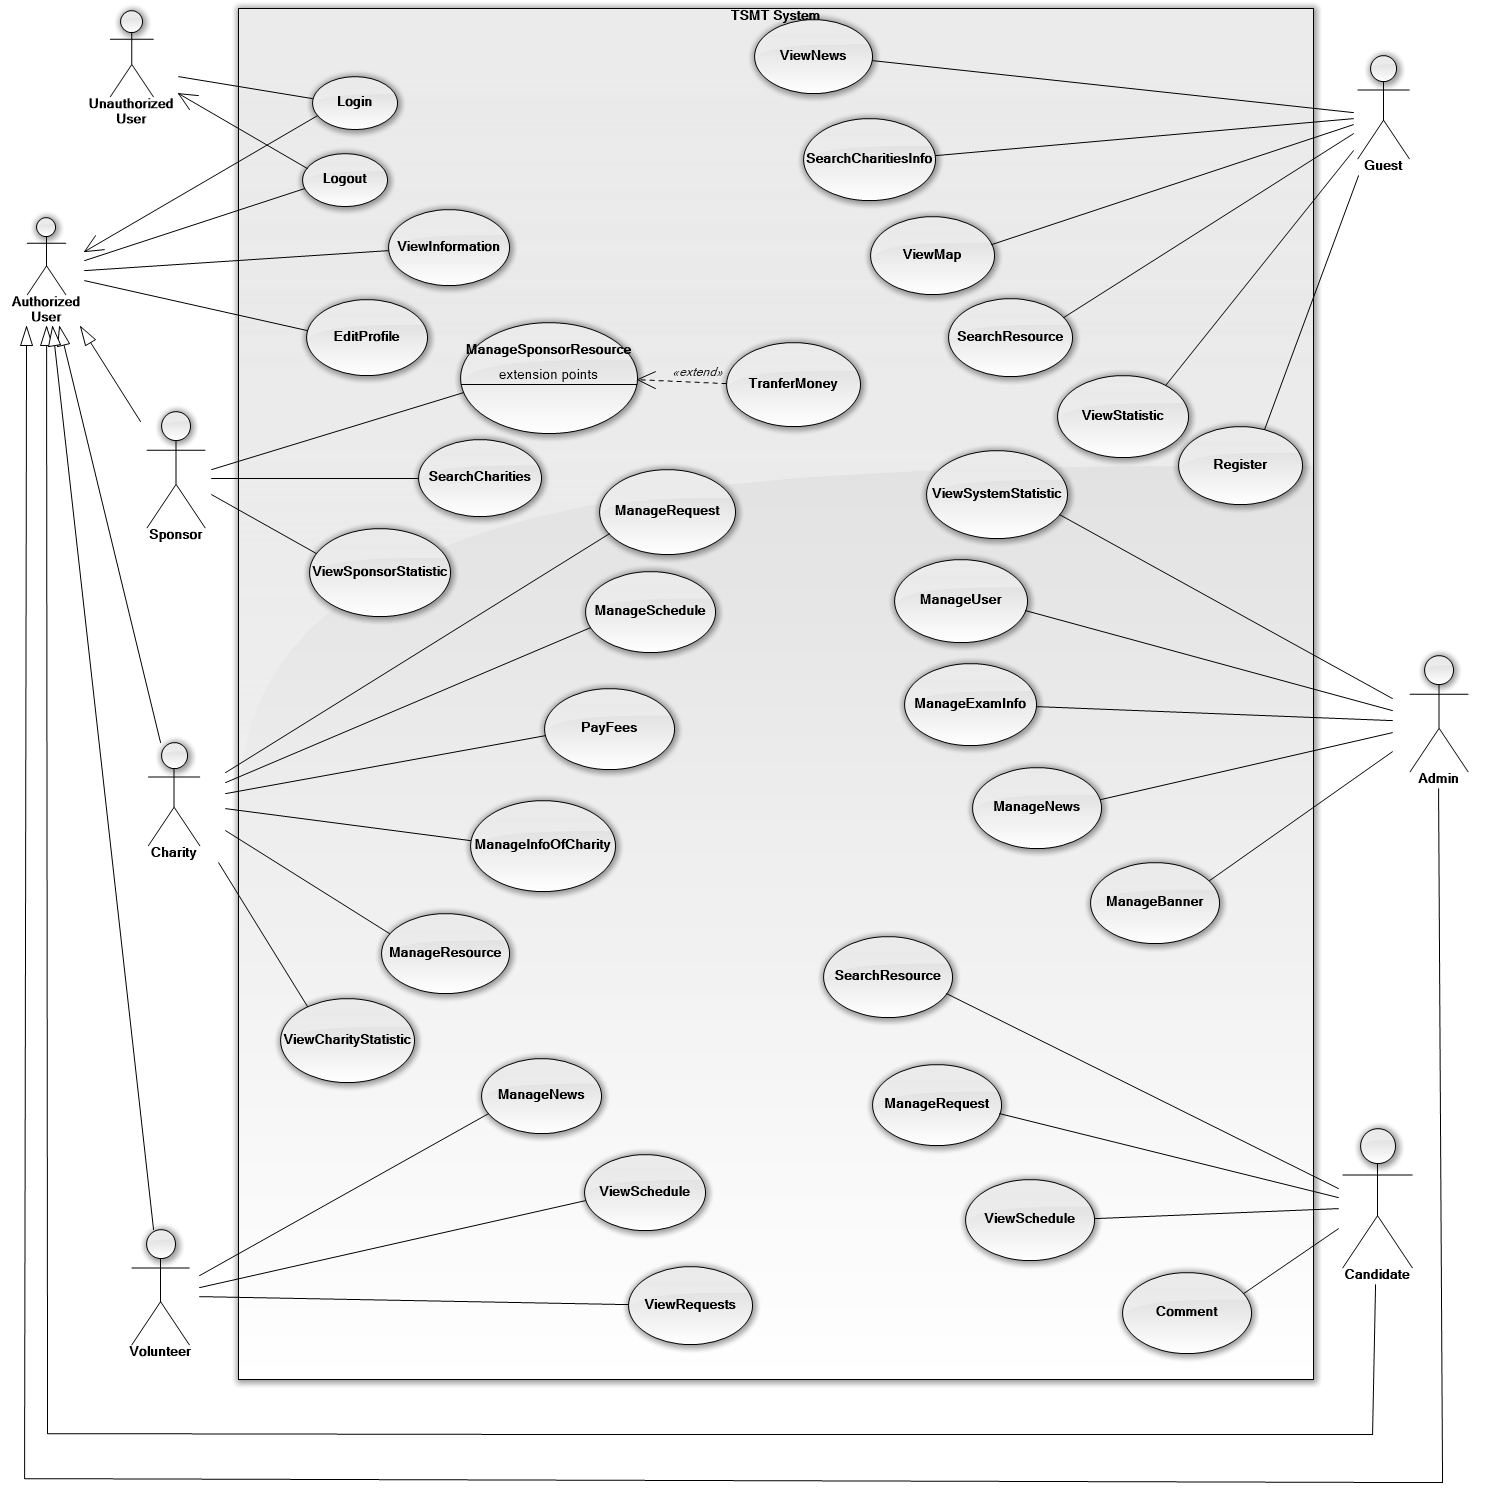 TSMT System
ViewNews
Unauthorized
User
Login
SearchCharitiesInfo
Guest
Logout
ViewInformation
ViewMap
Authorized
User
EditProfile
SearchResource
ManageSponsorResource
extension points
«extend»
TranferMoney
ViewStatistic
Register
SearchCharities
ViewSystemStatistic
ManageRequest
Sponsor
ViewSponsorStatistic
ManageUser
ManageSchedule
ManageExamInfo
PayFees
Admin
ManageNews
ManageInfoOfCharity
Charity
ManageBanner
ManageResource
SearchResource
ViewCharityStatistic
ManageNews
ManageRequest
ViewSchedule
ViewSchedule
Candidate
ViewRequests
Comment
Volunteer